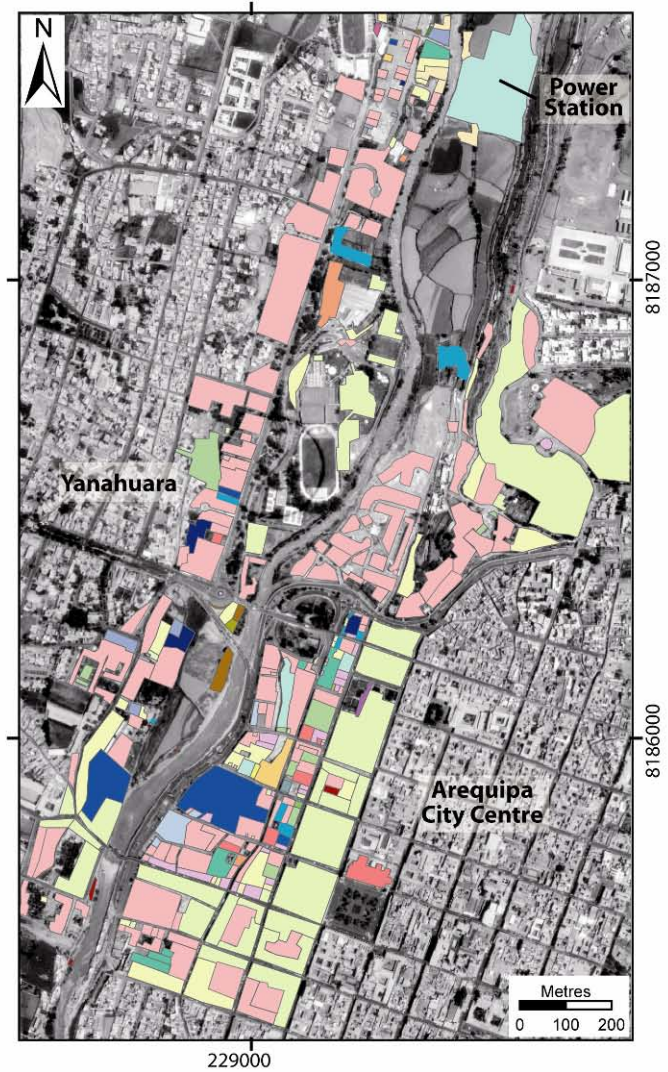 N
Power
Station
8187000
Yanahuara
8186000
Arequipa
City Centre
Metres
0 100 200
229000